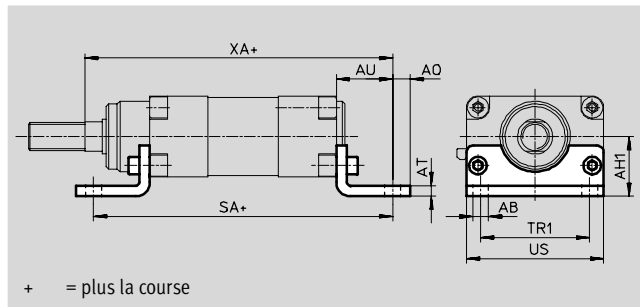 XA+
AU
AO
AT
SA+
AH1
AB
TR1
US
+ = plus la course